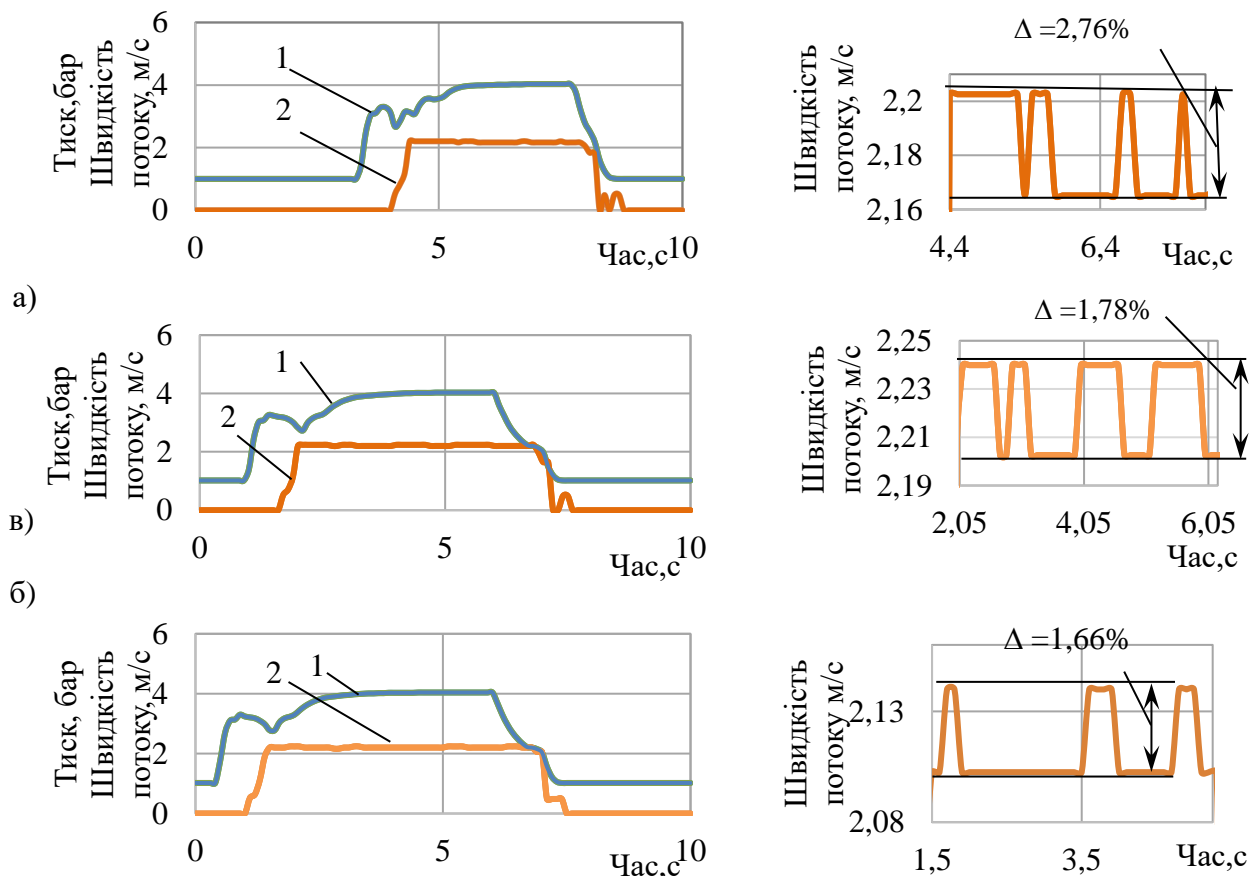 Тиск,бар
Швидкість
потоку, м/с
6
4
2
0
1
2
0
5
10
Час,с
Δ =2,76%
Швидкість
потоку, м/с
2,2
2,18
2,16
4,4
6,4
Час,с
а)
Тиск,бар
Швидкість
потоку, м/с
6
4
2
0
1
2
0
5
10
Час,с
Δ =1,78%
Швидкість
потоку, м/с
2,25
2,23
2,21
2,19
2,05
4,05
6,05
Час,с
в)
б)
Тиск, бар
Швидкість
потоку, м/с
6
4
2
0
2
1
0
5
10
Час,с
Δ =1,66%
Швидкість
потоку, м/с
2,13
2,08
1,5
3,5
Час,с